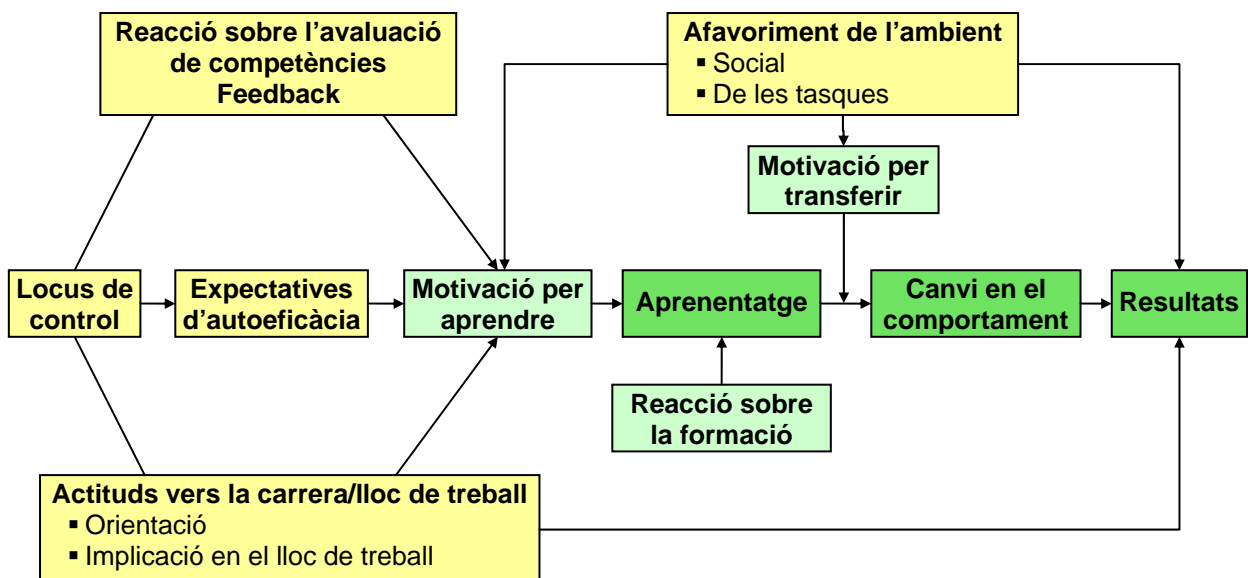 Reacció sobre l’avaluació
de competències
Feedback
Afavoriment de l’ambient
▪ Social
▪ De les tasques
Motivació per
transferir
Locus de
control
Expectatives
d’autoeficàcia
Motivació per
aprendre
Aprenentatge
Canvi en el
comportament
Resultats
Reacció sobre
la formació
Actituds vers la carrera/lloc de treball
▪ Orientació
▪ Implicació en el lloc de treball